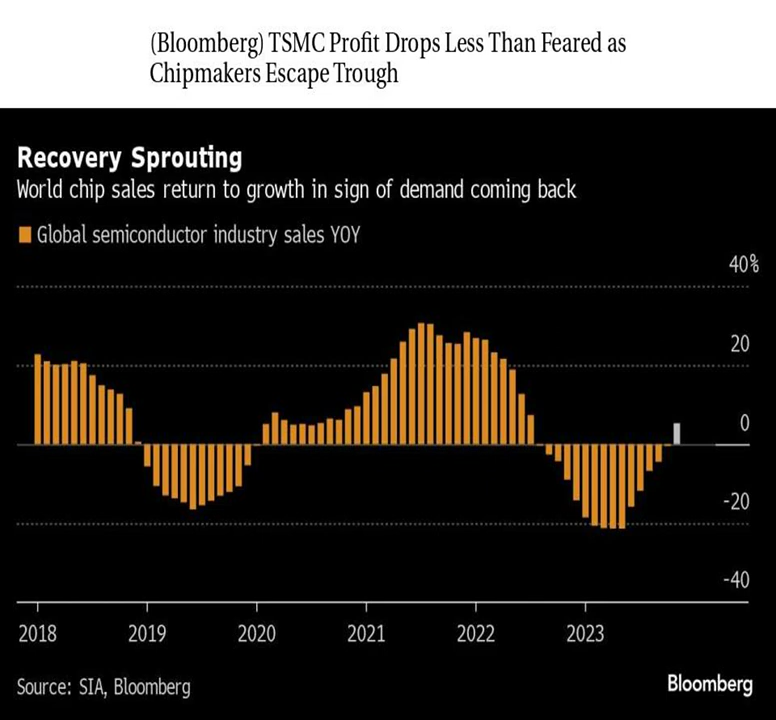 (Bloomberg) TSMC Profit Drops Less Than Feared as
Chipmakers Escape Trough
Recovery Sprouting
World chip sales return to growth in sign of demand coming back
Global semiconductor industry sales YOY
40%
20
0
-20
-40
2018 2019 2020 2021 2022 2023
Source: SIA, Bloomberg
Bloomberg